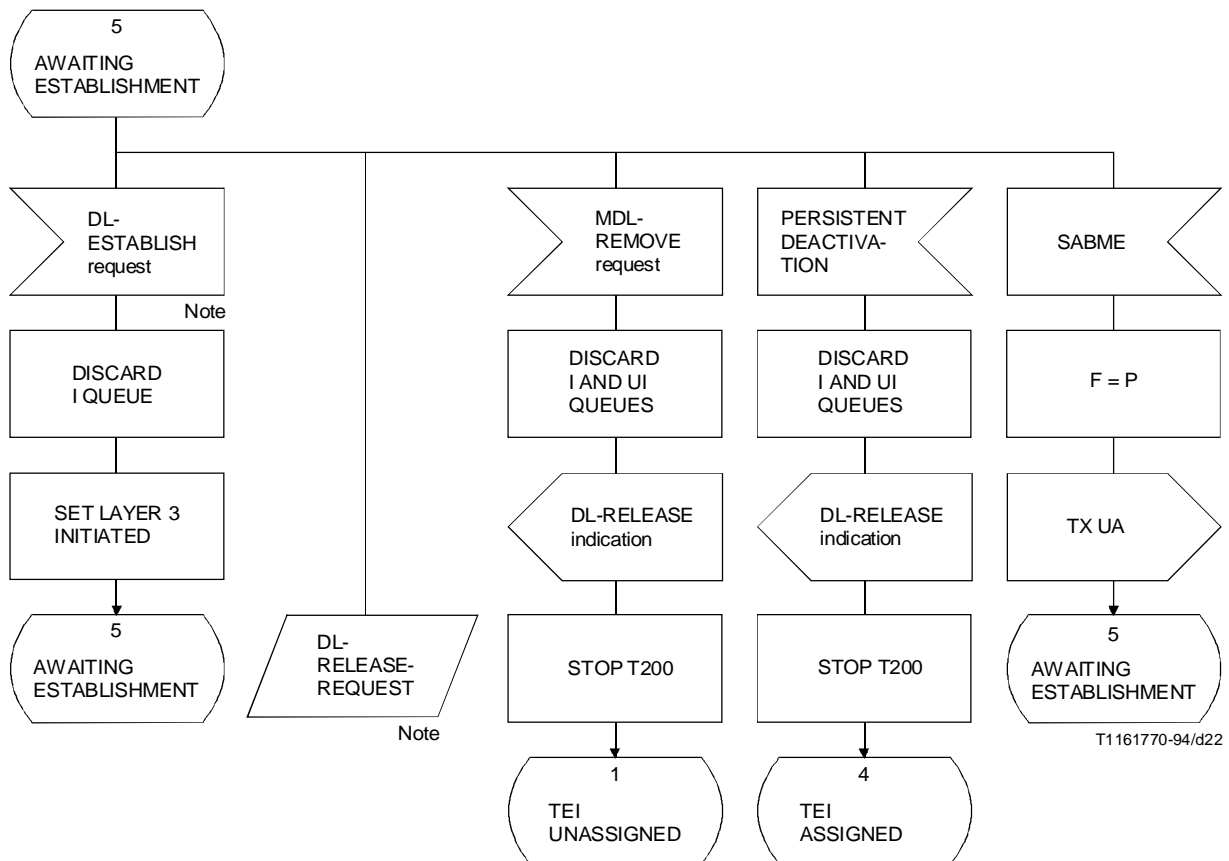 5
AWAITING
ESTABLISHMENT
DL-
ESTABLISH
request
Note
MDL-
REMOVE
request
PERSISTENT
DEACTIVA-
TION
SABME
DISCARD
I QUEUE
DISCARD
I AND UI
QUEUES
DISCARD
I AND UI
QUEUES
F = P
SET LAYER 3
INITIATED
DL-RELEASE
indication
DL-RELEASE
indication
TX UA
5
AWAITING
ESTABLISHMENT
DL-
RELEASE-
REQUEST
Note
STOP T200
STOP T200
5
AWAITING
ESTABLISHMENT
T1161770-94/d22
1
TEI
UNASSIGNED
4
TEI
ASSIGNED